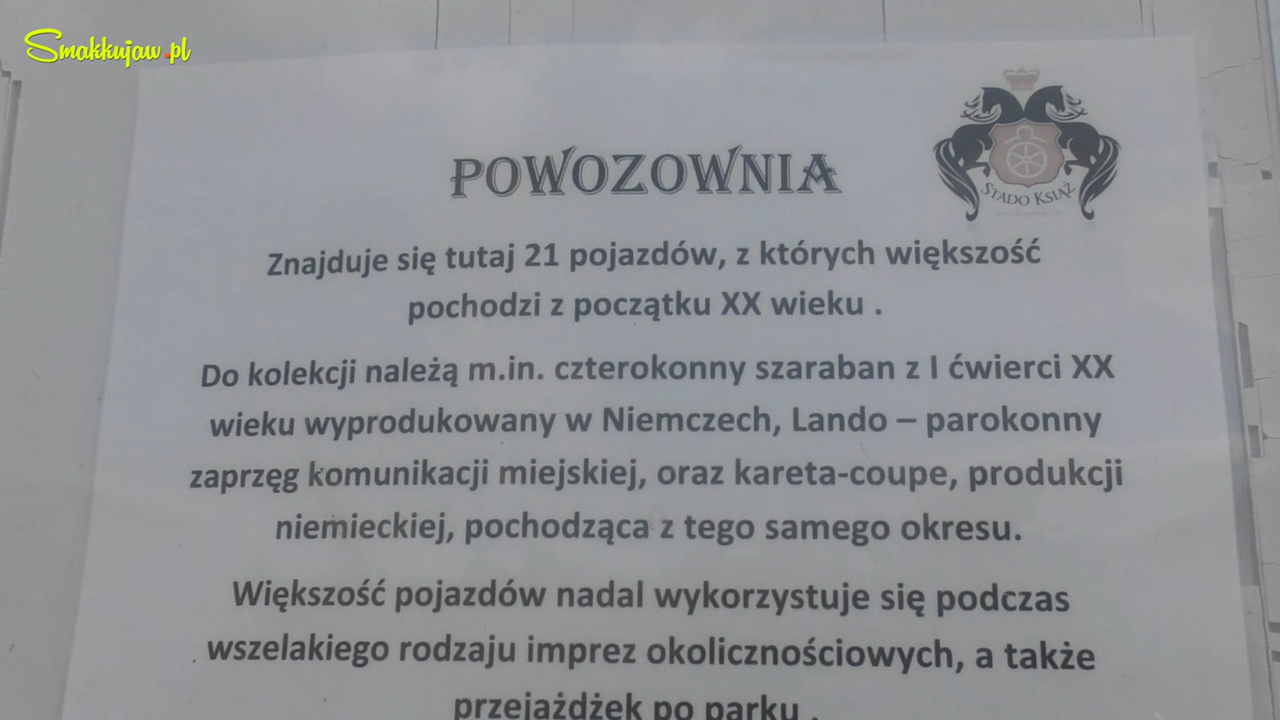 Smakkujaw.pl
POWOZOWNIA
STADO KSIĄŻ
Znajduje się tutaj 21 pojazdów, z których większość
pochodzi z początku XX wieku .
Do kolekcji należą m.in. czterokonny szaraban z I ćwierci XX
wieku wyprodukowany w Niemczech, Lando – parokonny
zaprzęg komunikacji miejskiej, oraz kareta-coupe, produkcji
niemieckiej, pochodząca z tego samego okresu.
Większość pojazdów nadal wykorzystuje się podczas
wszelakiego rodzaju imprez okolicznościowych, a także
przejażdżek po parku .